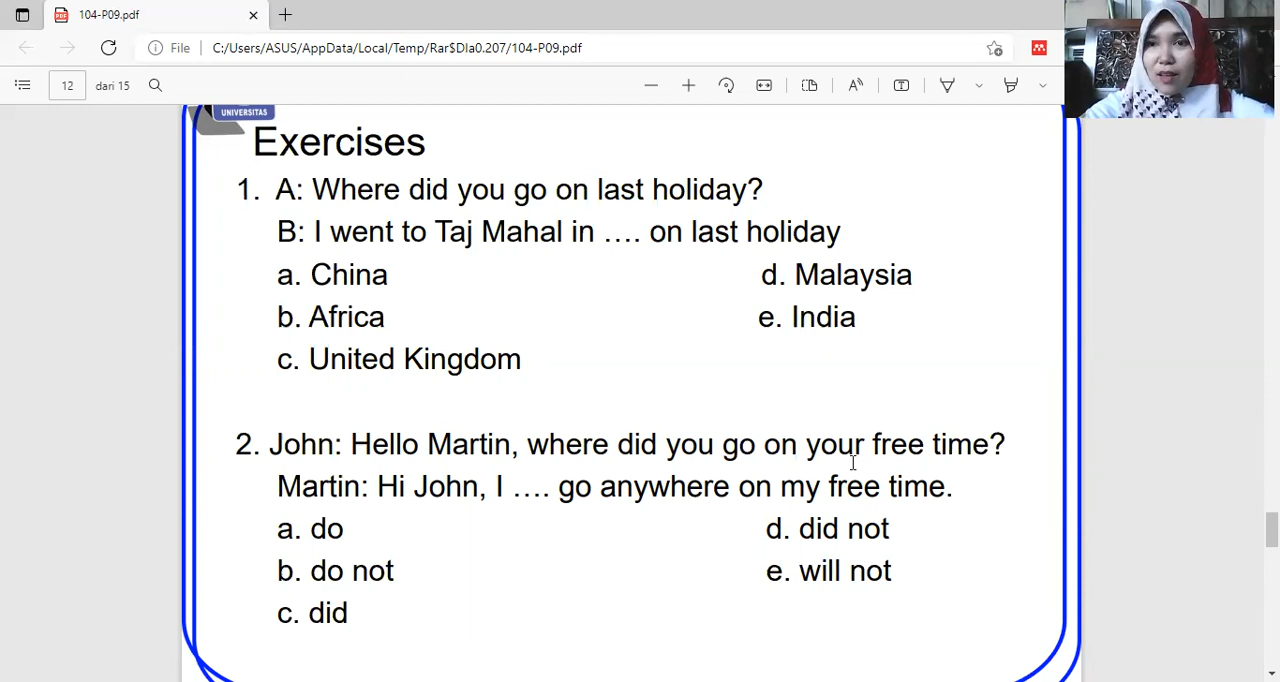 104-P09.pdf
File C:/Users/ASUS/AppData/Local/Temp/Rar$DIa0.207/104-P09.pdf
12 dari 15
UNIVERSITAS
Exercises
1. A: Where did you go on last holiday?
B: I went to Taj Mahal in …. on last holiday
a. China d. Malaysia
b. Africa e. India
c. United Kingdom
2. John: Hello Martin, where did you go on your free time?
Martin: Hi John, I …. go anywhere on my free time.
a. do d. did not
b. do not e. will not
c. did